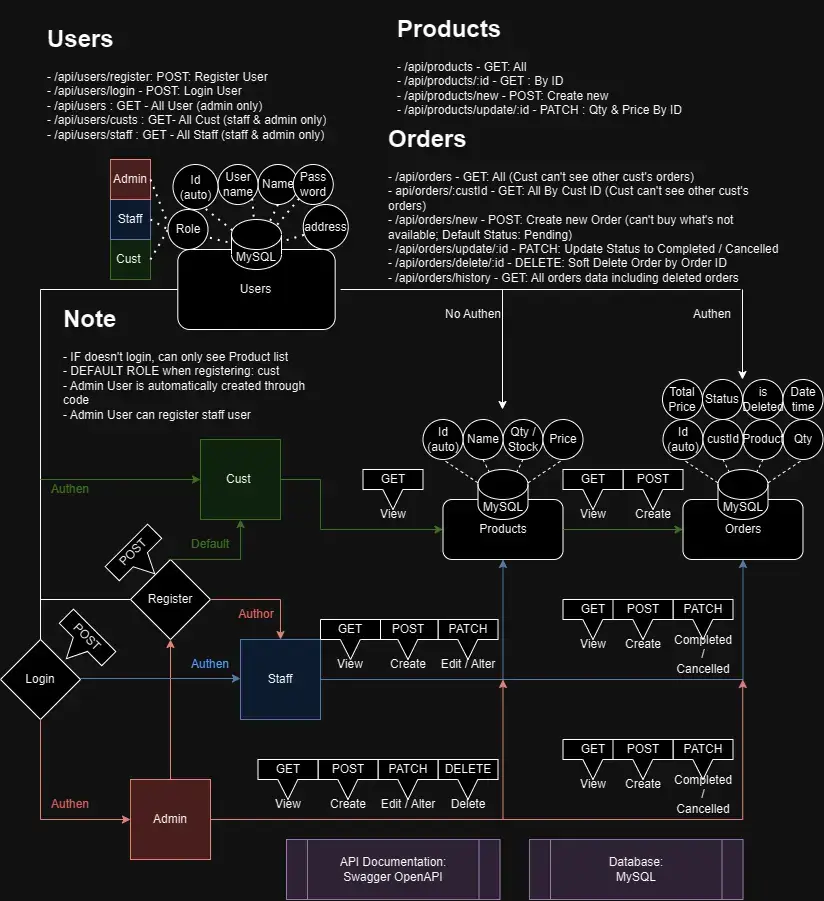 Users
- /api/users/register: POST: Register User
- /api/users/login - POST: Login User
- /api/users : GET - All User (admin only)
- /api/users/custs : GET- All Cust (staff & admin only)
- /api/users/staff : GET - All Staff (staff & admin only)
Products
- /api/products - GET: All
- /api/products/:id - GET : By ID
- /api/products/new - POST: Create new
- /api/products/update/:id - PATCH : Qty & Price By ID
Orders
- /api/orders - GET: All (Cust can't see other cust's orders)
- api/orders/:custId - GET: All By Cust ID (Cust can't see other cust's
orders)
- /api/orders/new - POST: Create new Order (can't buy what's not
available; Default Status: Pending)
- /api/orders/update/:id - PATCH: Update Status to Completed / Cancelled
- /api/orders/delete/:id - DELETE: Soft Delete Order by Order ID
- /api/orders/history - GET: All orders data including deleted orders
Admin
Staff
Cust
Id
(auto)
User
name
Name
Pass
word
Role
address
MySQL
Users
Note
- IF doesn't login, can only see Product list
- DEFAULT ROLE when registering: cust
- Admin User is automatically created through
code
- Admin User can register staff user
No Authen
Authen
Total
Price
Status
is
Deleted
Date
time
Id
(auto)
custId
Product
Qty
Id
(auto)
Name
Qty /
Stock
Price
MySQL
Products
MySQL
Orders
Authen
Cust
GET
View
GET
POST
View
Create
POST
Default
Register
Author
POST
Login
Authen
Staff
GET
POST
PATCH
View
Create
Edit / Alter
GET
POST
PATCH
View
Create
Completed
/
Cancelled
Authen
Admin
GET
POST
PATCH
DELETE
View
Create
Edit / Alter
Delete
GET
POST
PATCH
View
Create
Completed
/
Cancelled
API Documentation:
Swagger OpenAPI
Database:
MySQL